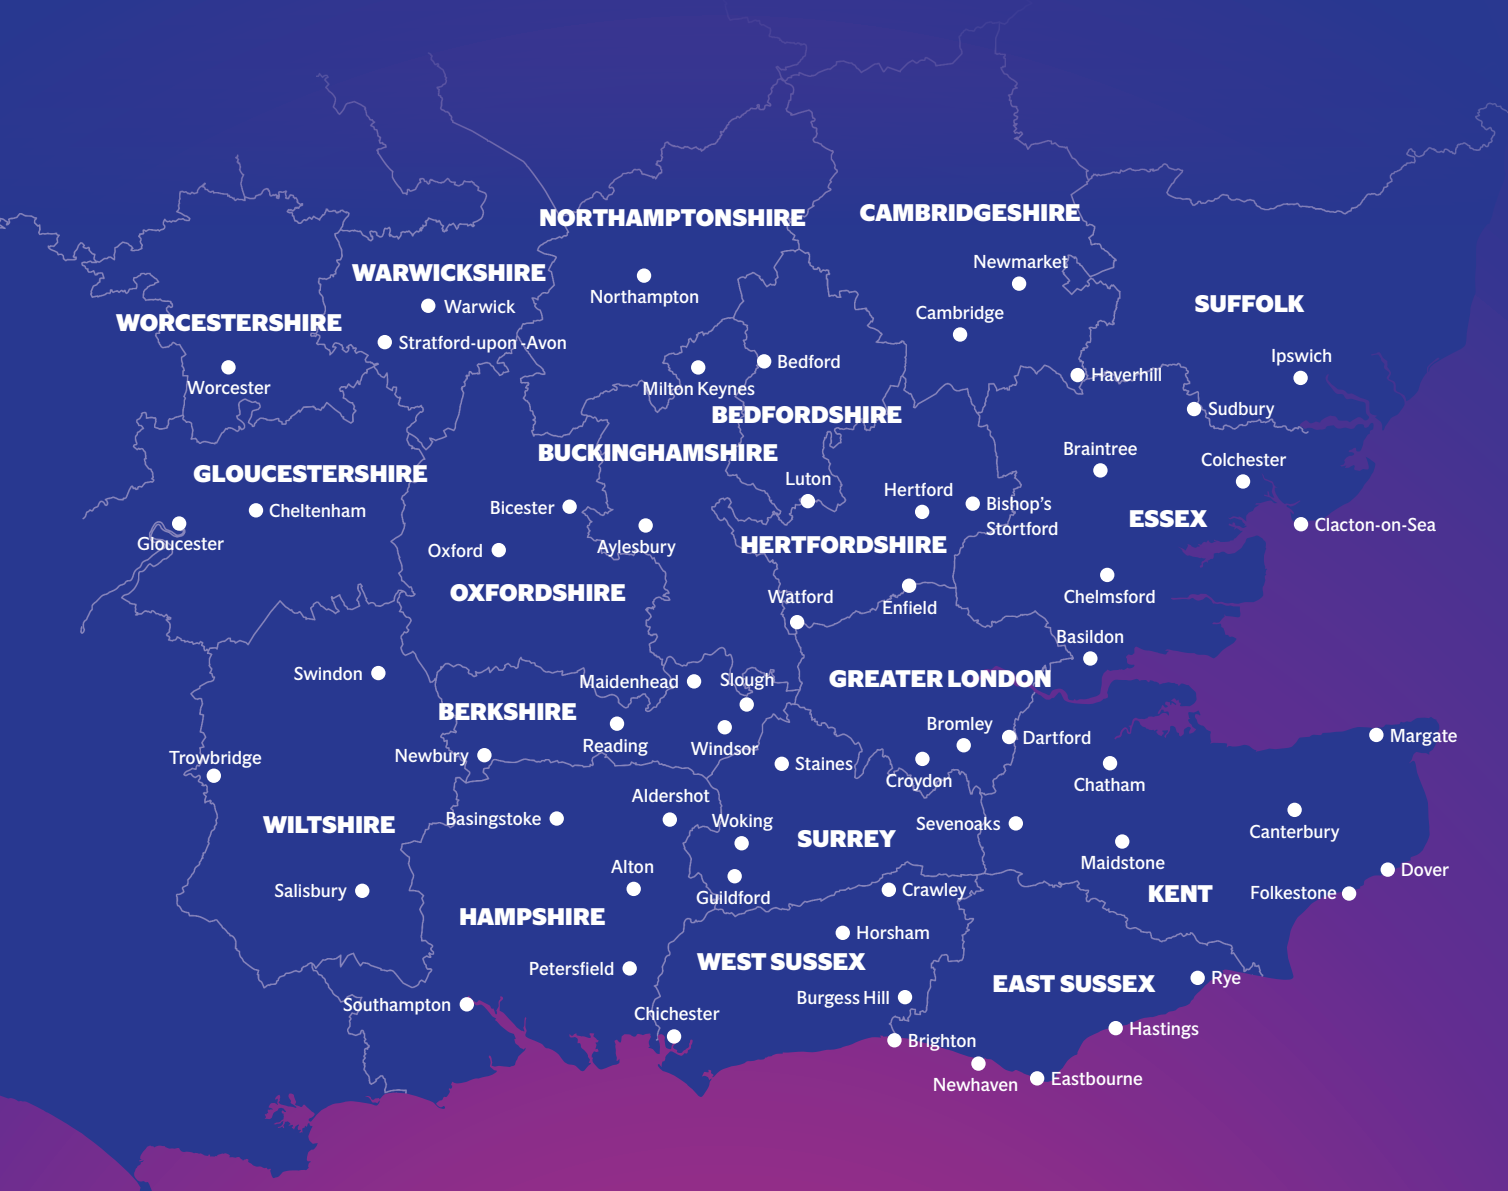 NORTHAMPTONSHIRE
CAMBRIDGESHIRE
Newmarket
WARWICKSHIRE
Northampton
Warwick
SUFFOLK
Cambridge
WORCESTERSHIRE
Stratford-upon-Avon
Ipswich
Bedford
Worcester
Milton Keynes
Haverhill
BEDFORDSHIRE
Sudbury
BUCKINGHAMSHIRE
Braintree
Colchester
GLOUCESTERSHIRE
Luton
Hertford
Bicester
Bishop's
Stortford
Cheltenham
ESSEX
Clacton-on-Sea
Gloucester
Oxford
Aylesbury
HERTFORDSHIRE
OXFORDSHIRE
Watford
Enfield
Chelmsford
Basildon
Swindon
Maidenhead
Slough
GREATER LONDON
BERKSHIRE
Reading
Windsor
Bromley
Dartford
Margate
Newbury
Trowbridge
Staines
Croydon
Chatham
Aldershot
Basingstoke
Woking
WILTSHIRE
SURREY
Sevenoaks
Canterbury
Alton
Maidstone
Dover
Salisbury
Guildford
Crawley
KENT
Folkestone
HAMPSHIRE
Horsham
WEST SUSSEX
Petersfield
EAST SUSSEX
Rye
Burgess Hill
Southampton
Chichester
Hastings
Brighton
Newhaven
Eastbourne